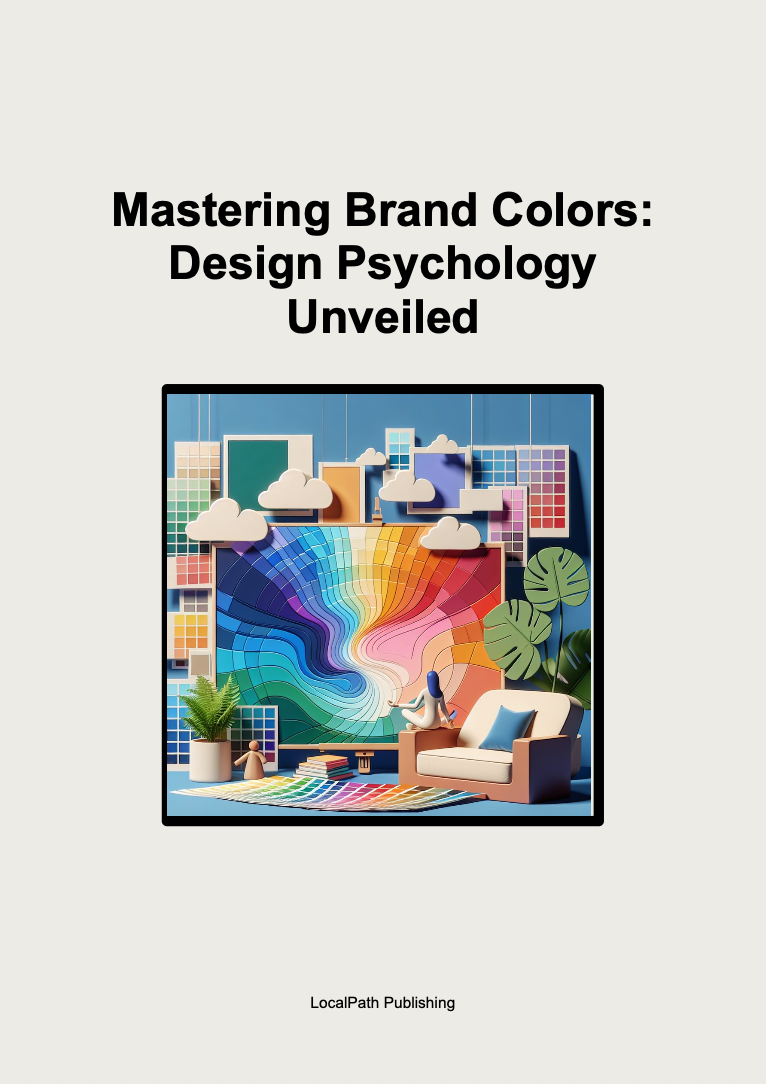 Mastering Brand Colors:
Design Psychology
Unveiled
LocalPath Publishing